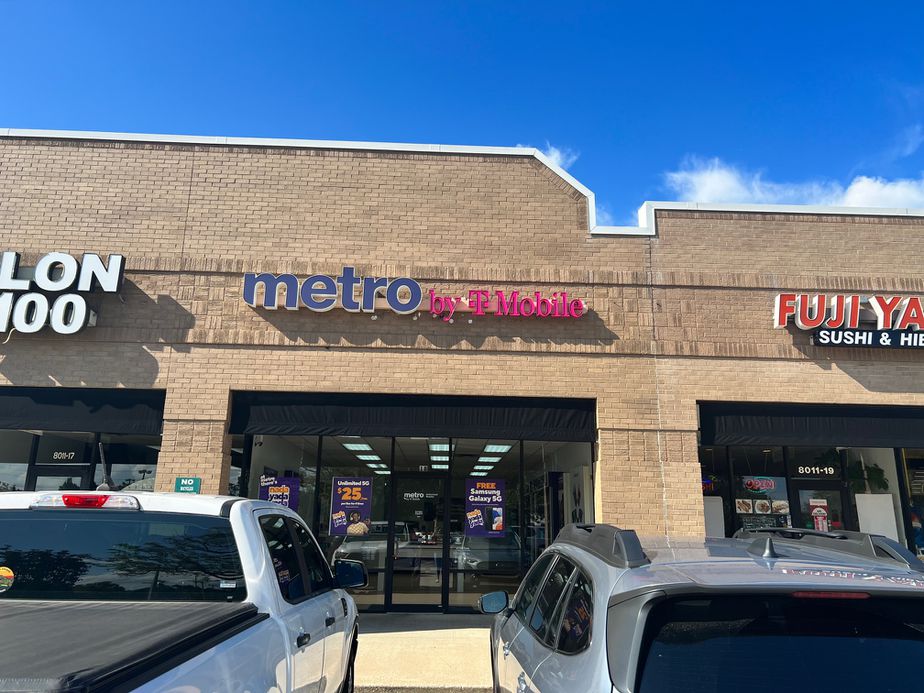 LON
100
metro by T Mobile
FUJI YA
SUSHI & HIB
8011-17
NO
8011-19
OPEN
Unlimited 5G
$25
metro
FREE
Samsung
Galaxy 5G